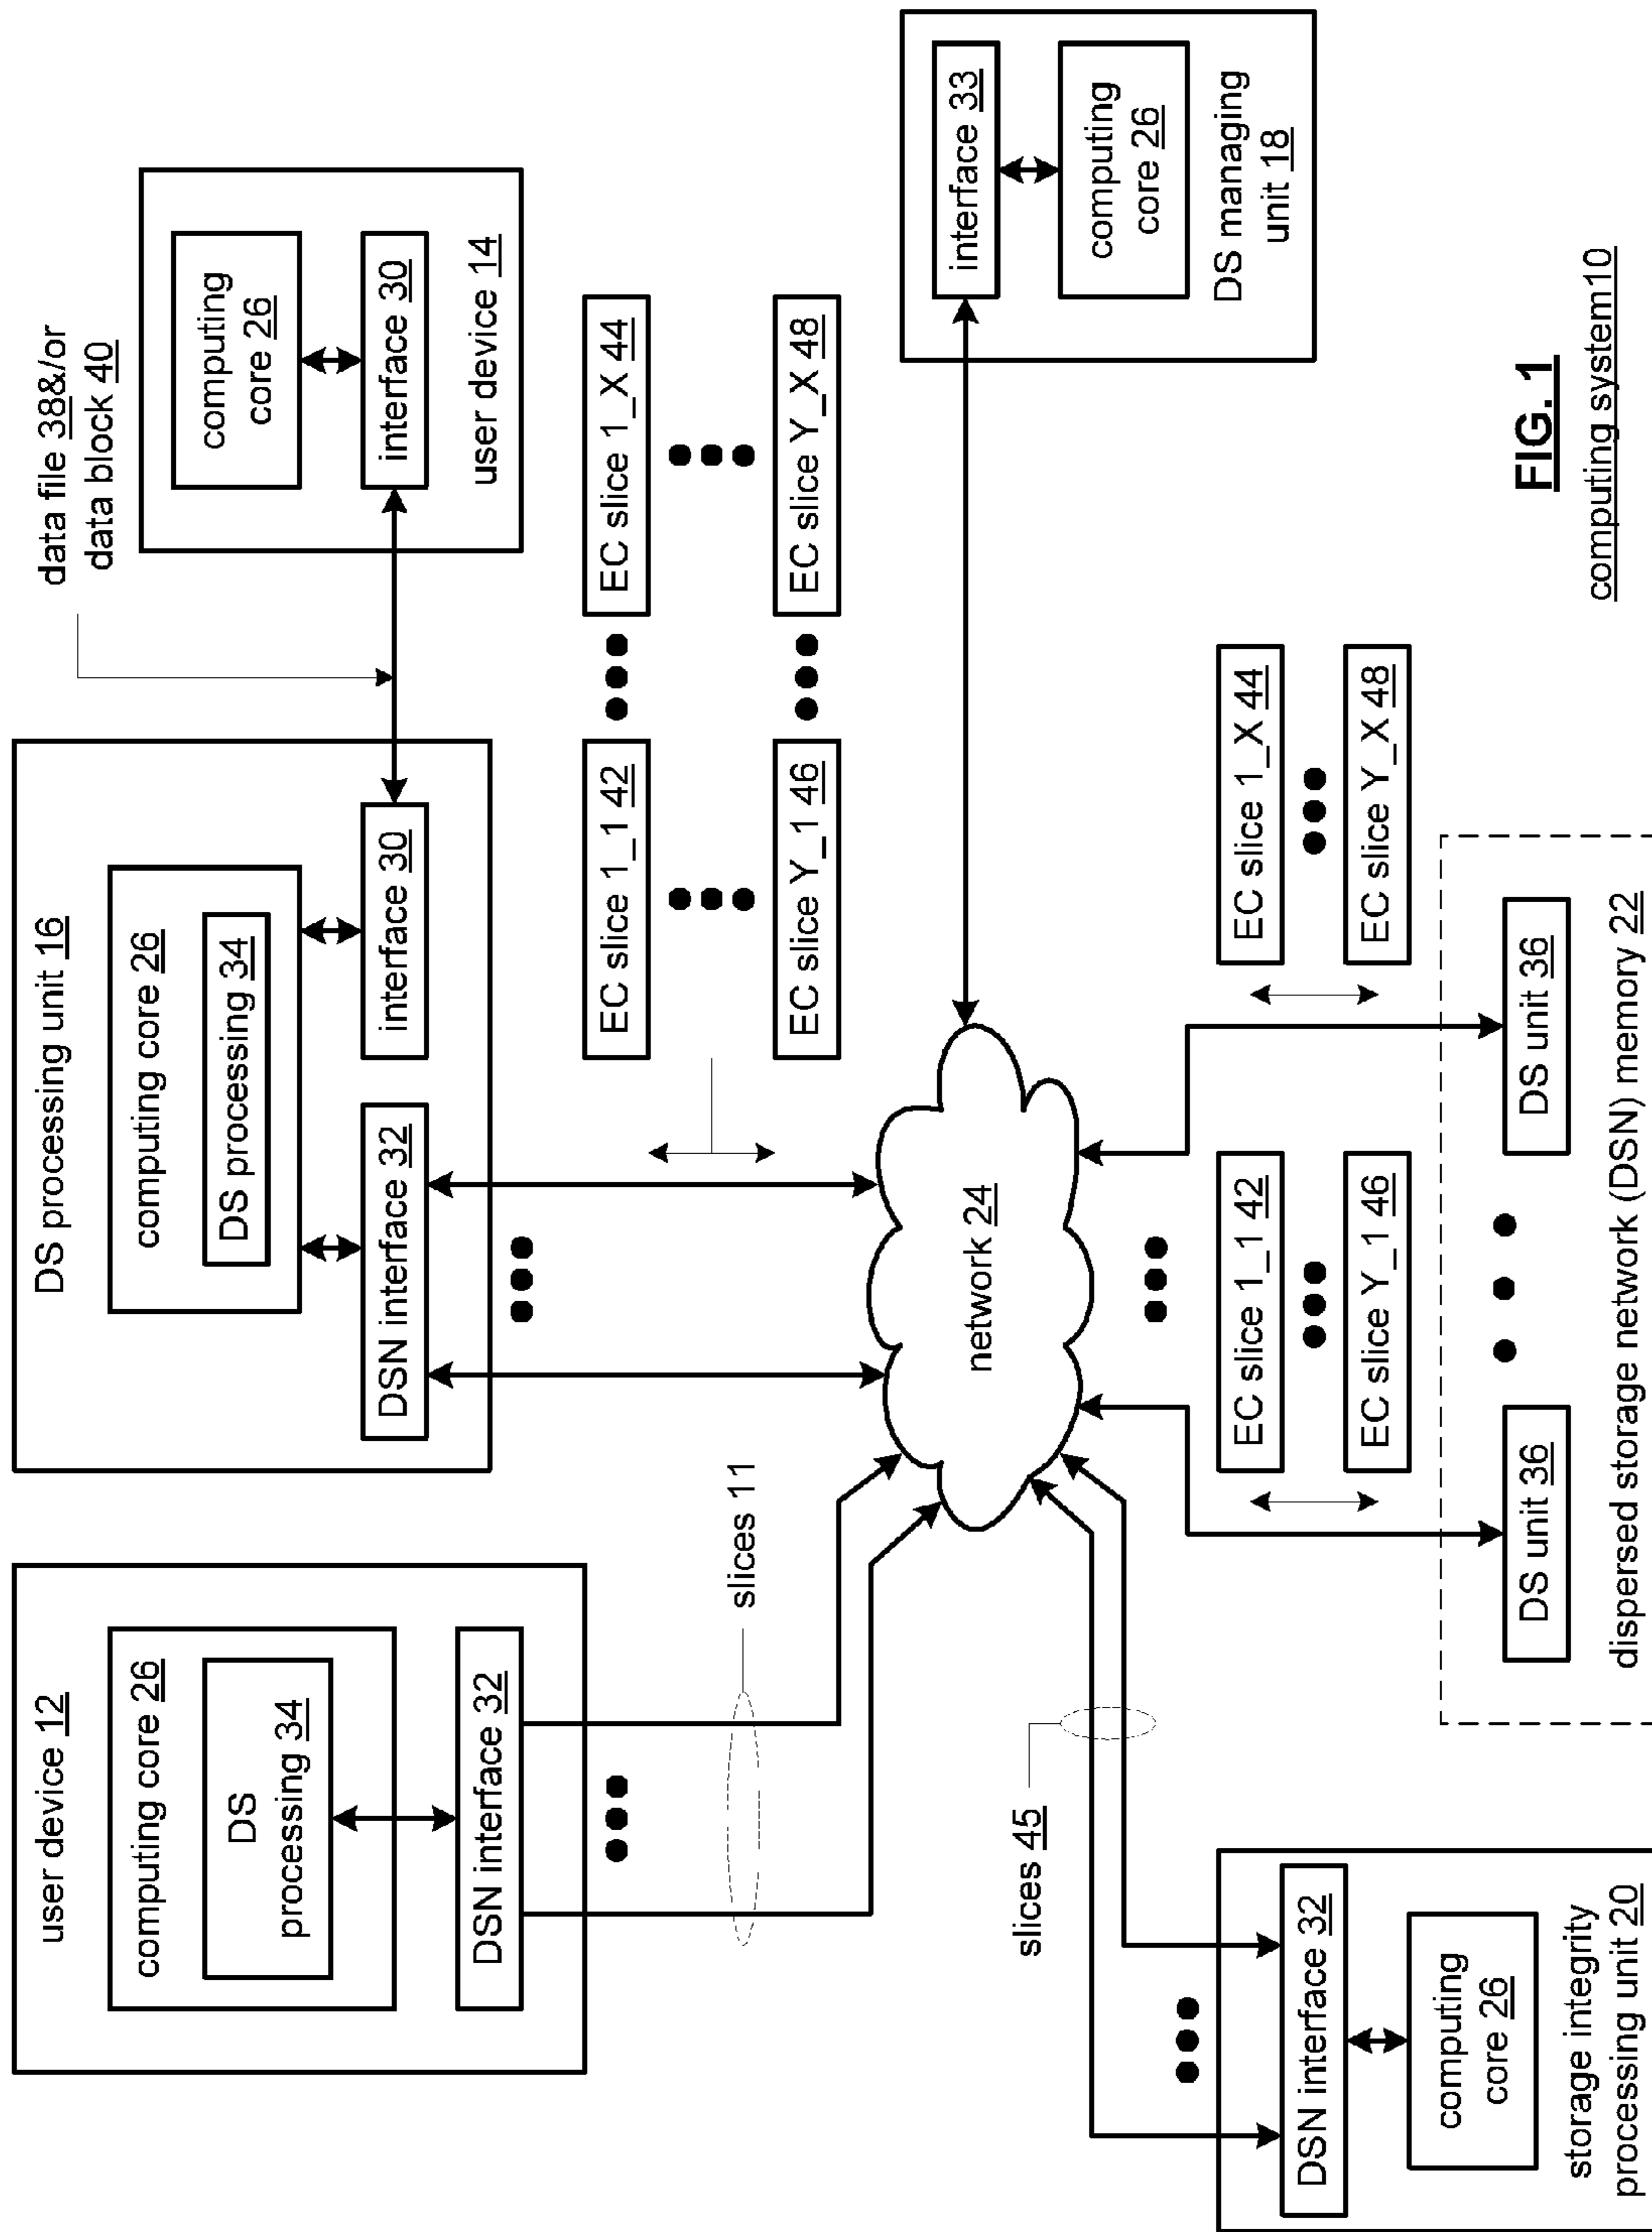 user device 12
computing core 26
DS
processing 34
DSN interface 32
slices 11
DS processing unit 16
computing core 26
DS processing 34
DSN interface 32
interface 30
data file 38&/or
data block 40
computing
core 26
interface 30
user device 14
EC slice 1_1 42
EC slice 1_X 44
EC slice Y_1 46
EC slice Y_X 48
network 24
interface 33
computing
core 26
DS managing
unit 18
slices 45
DSN interface 32
computing
core 26
storage integrity
processing unit 20
EC slice 1_1 42
EC slice Y_1 46
EC slice 1_X 44
EC slice Y_X 48
DS unit 36
DS unit 36
dispersed storage network (DSN) memory 22
FIG. 1
computing system10